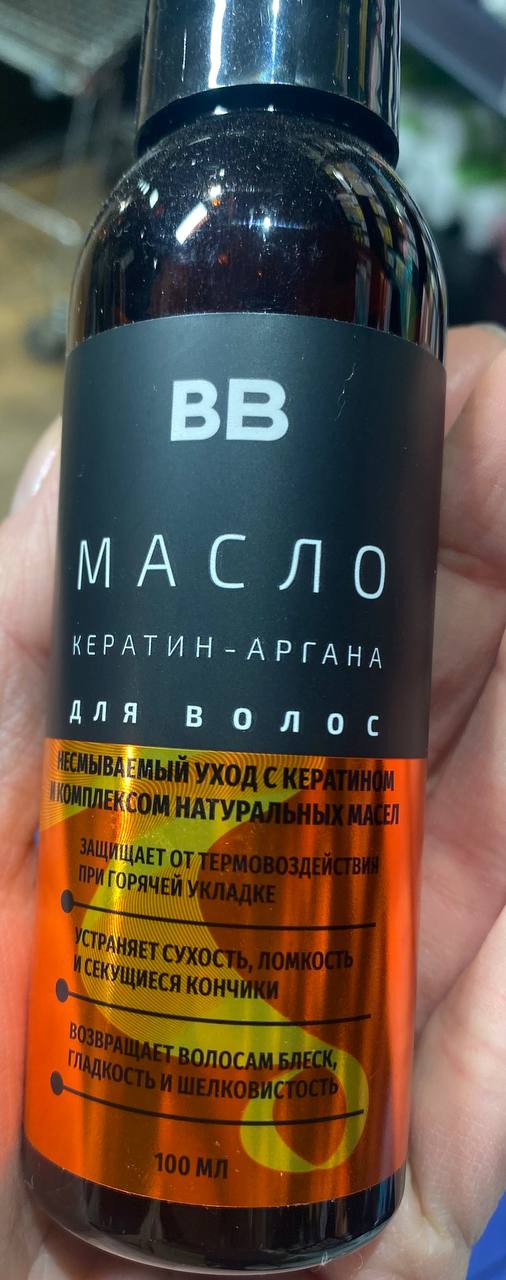 BB
МАСЛО
КЕРАТИН-АРГАНА
ДЛЯ ВОЛОС
НЕСМЫВАЕМЫЙ УХОД С КЕРАТИНОМ
И КОМПЛЕКСОМ НАТУРАЛЬНЫХ МАСЕЛ
ЗАЩИЩАЕТ ОТ ТЕРМОВОЗДЕЙСТВИЯ
ПРИ ГОРЯЧЕЙ УКЛАДКЕ
УСТРАНЯЕТ СУХОСТЬ, ЛОМКОСТЬ
И СЕКУЩИЕСЯ КОНЧИКИ
ВОЗВРАЩАЕТ ВОЛОСАМ БЛЕСК,
ГЛАДКОСТЬ И ШЕЛКОВИСТОСТЬ
100 МЛ